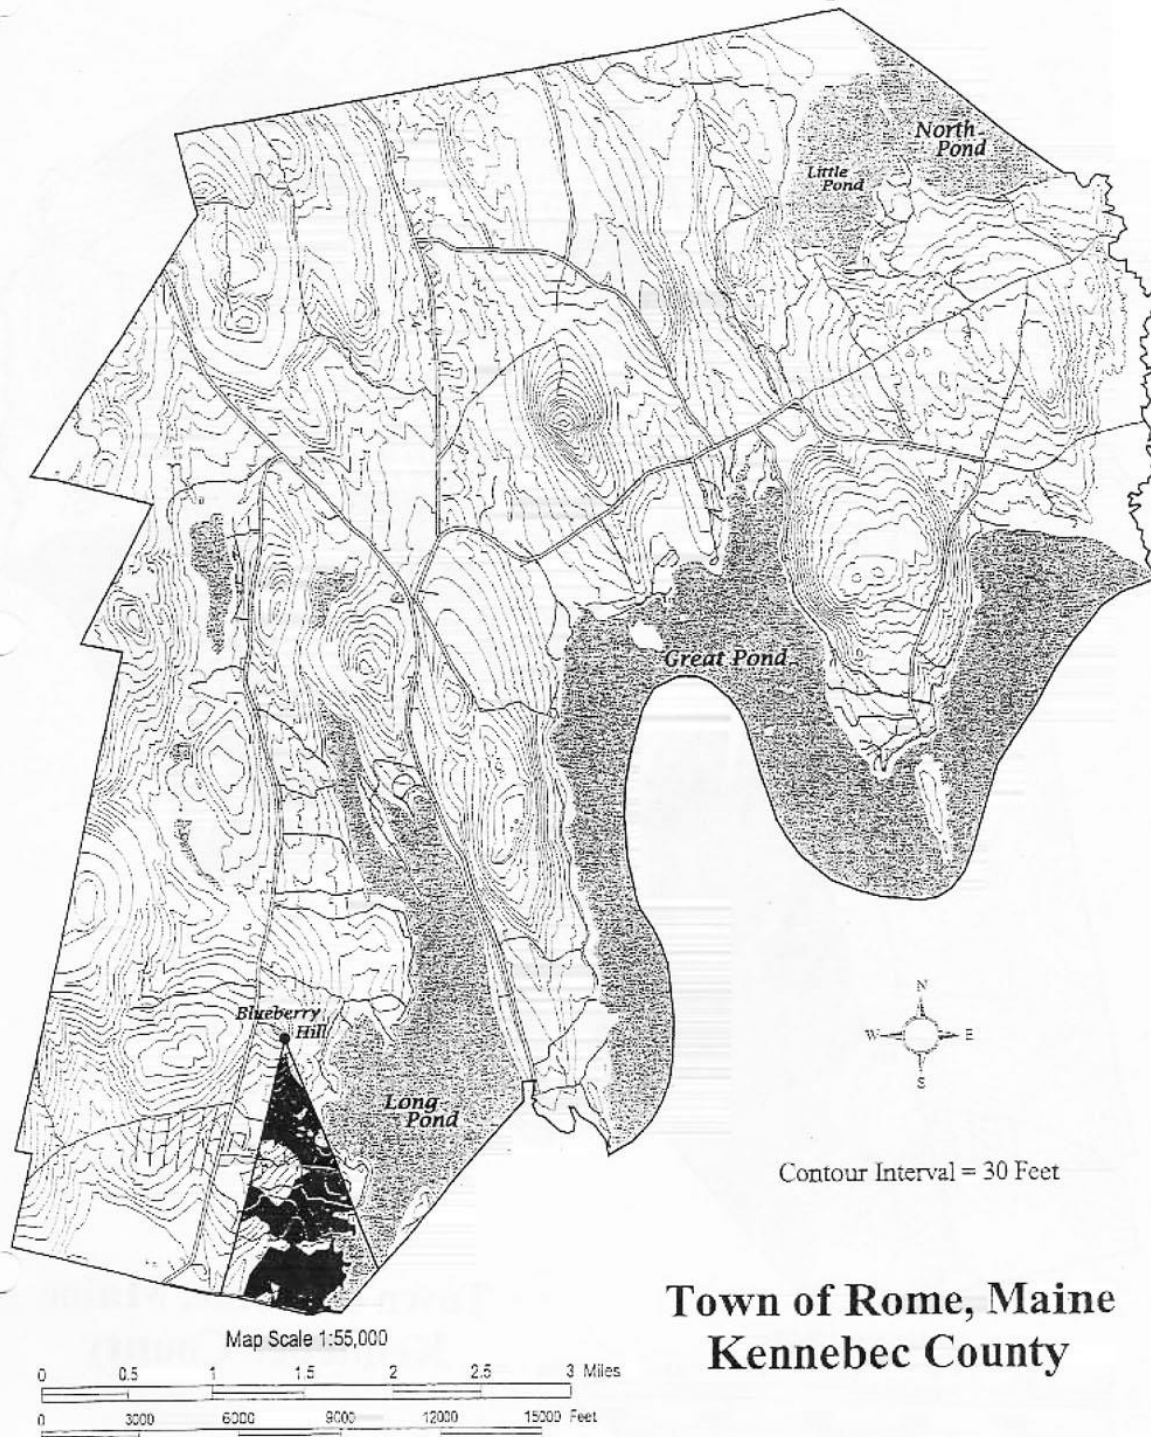 North
Pond
Little
Pond
Great Pond
Blueberry
Hill
Long
Pond
N
W E
S
Contour Interval = 30 Feet
Town of Rome, Maine
Kennebec County
Map Scale 1:55,000
0 0.5 1 1.5 2 2.5 3 Miles
0 3000 6000 9000 12000 15000 Feet